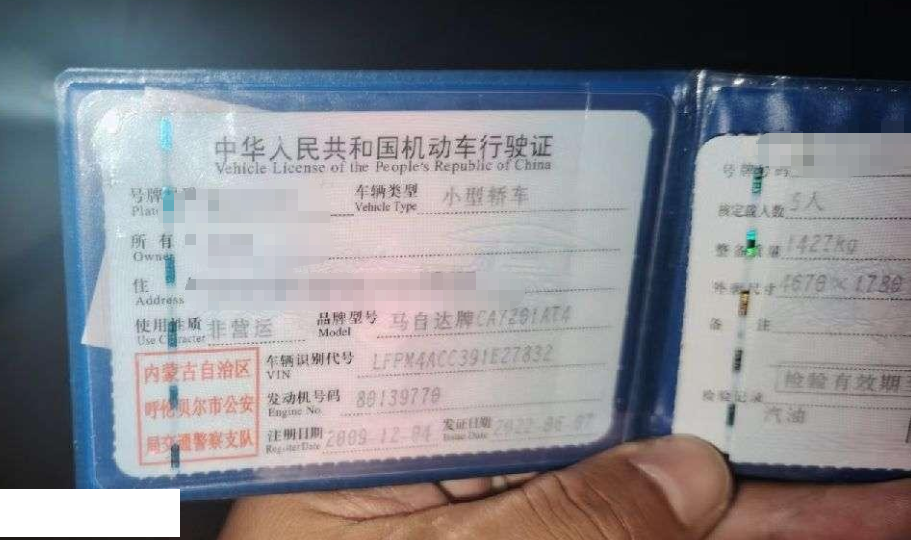 中华人民共和国机动车行驶证
Vehicle License of the People's Republic of China
号牌
Plate
车辆类型
Vehicle Type
小型轿车
所有
Owner
住
Address
使用性质
Use Character
非营运
品牌型号
Model
马自达牌CA7201AT4
内蒙古自治区
呼伦贝尔市公安
局交通警察支队
车辆识别代号
VIN
LFPM4ACC391E27832
发动机号码
Engine No.
80139770
注册日期
Register Date
2009-12-04
发证日期
Issue Date
2022-06-07
号牌号码
核定载人数 5人
整备质量 1427kg
外廓尺寸 4670×1780
备 注
检验有效期
检验记录
汽油